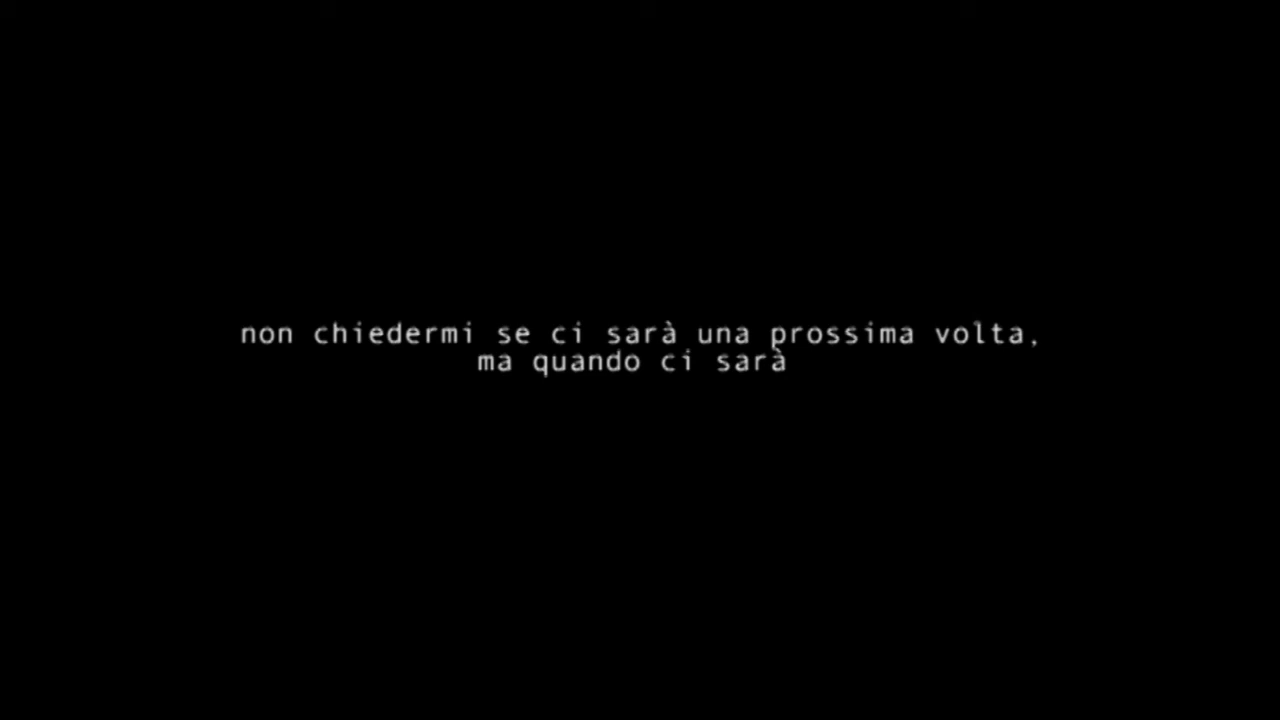 non chiedermi se ci sarà una prossima volta,
ma quando ci sarà